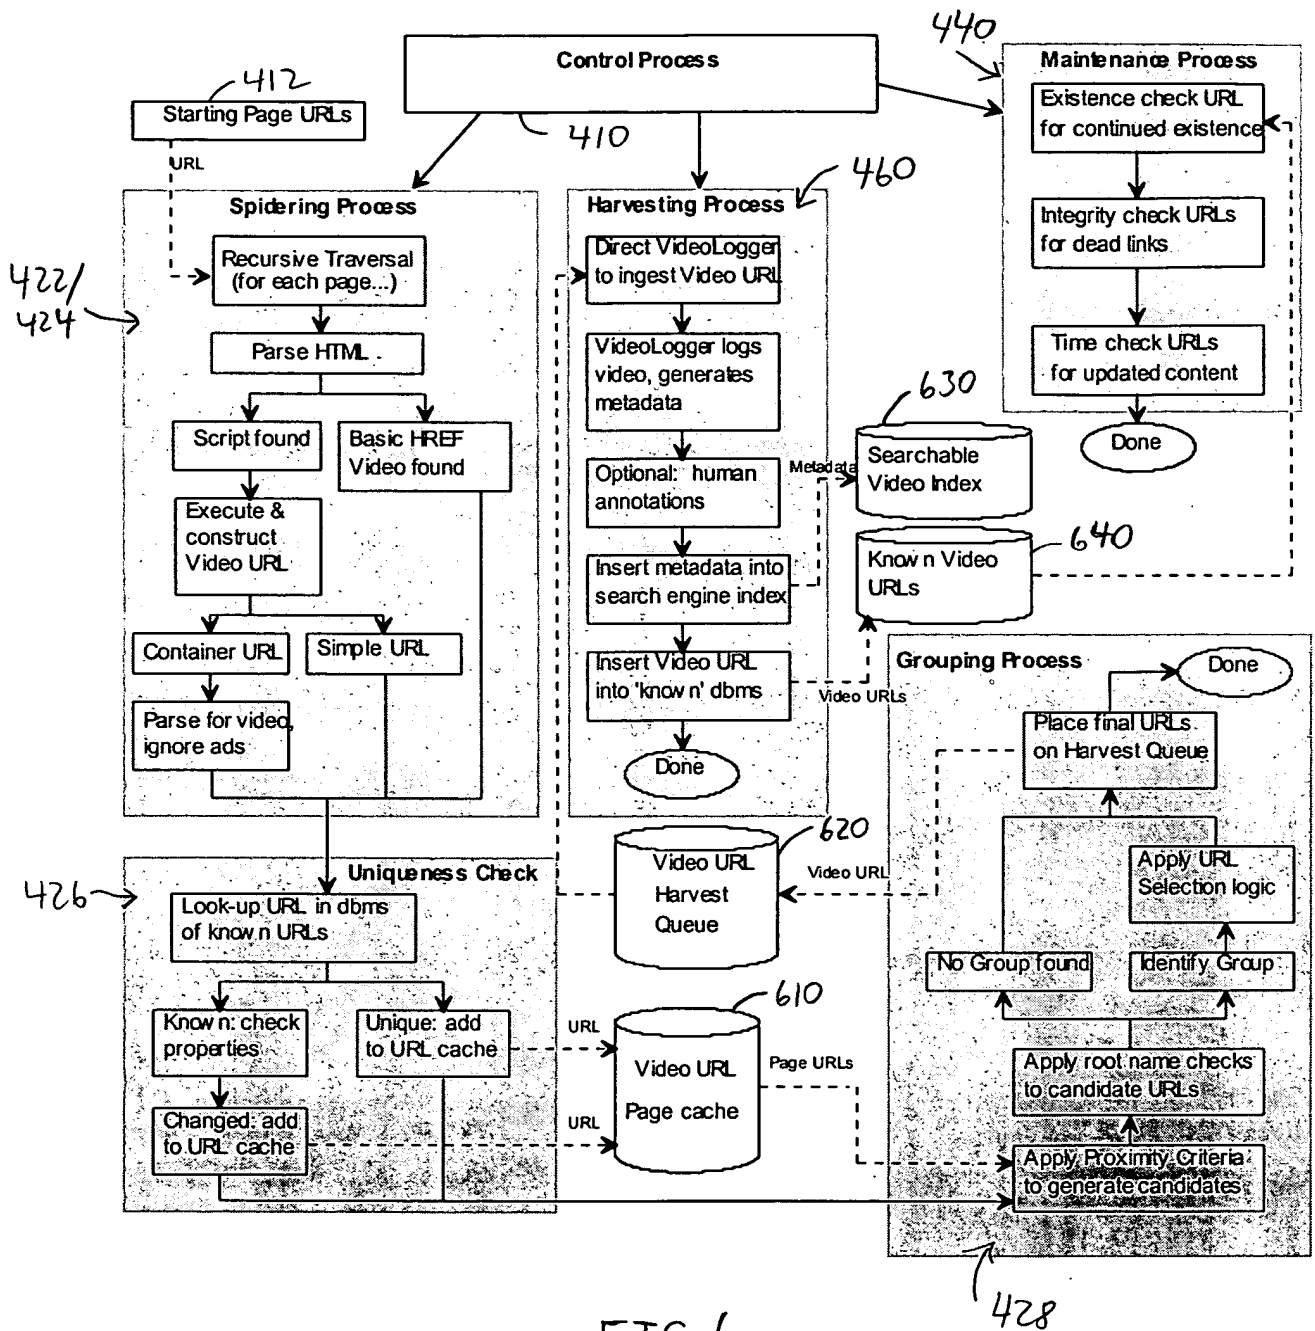 Control Process
410
412
Starting Page URLs
URL
440
Maintenance Process
Existence check URL
for continued existence
Integrity check URLs
for dead links
Time check URLs
for updated content
Done
422/
424
Spidering Process
Recursive Traversal
(for each page...)
Parse HTML
Script found
Basic HREF
Video found
Execute &
construct
Video URL
Container URL
Simple URL
Parse for video,
ignore ads
460
Harvesting Process
Direct VideoLogger
to ingest Video URL
VideoLogger logs
video, generates
metadata
Optional: human
annotations
Insert metadata into
search engine index
Insert Video URL
into 'known' dbms
Done
Metadata
630
Searchable
Video Index
640
Known Video
URLs
Video URLs
Grouping Process
Done
Place final URLs
on Harvest Queue
Apply URL
Selection logic
No Group found
Identify Group
Apply root name checks
to candidate URLs
Apply Proximity Criteria
to generate candidates
428
426
Uniqueness Check
Look-up URL in dbms
of known URLs
Known: check
properties
Unique: add
to URL cache
Changed: add
to URL cache
URL
URL
620
Video URL
Harvest
Queue
Video URL
610
Video URL
Page cache
Page URLs